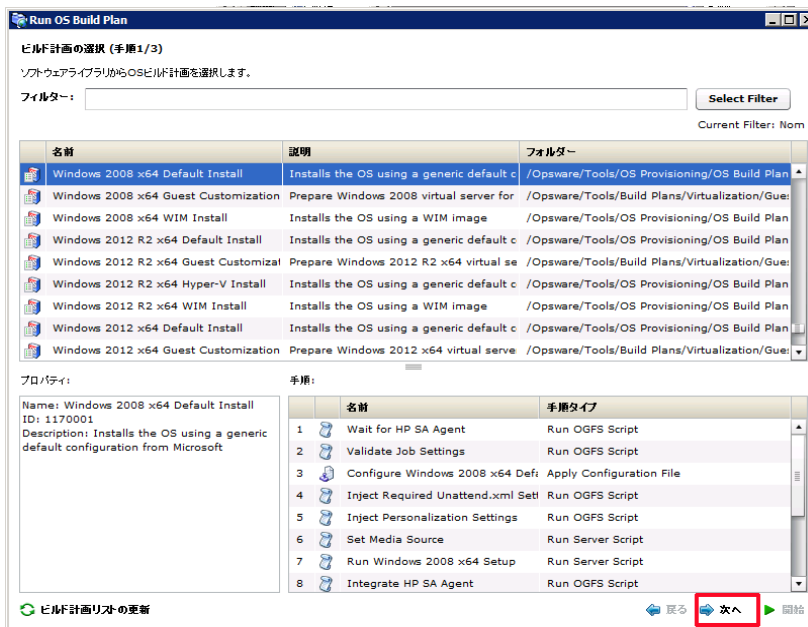 Run OS Build Plan
ビルド計画の選択 (手順1/3)
ソフトウェアライブラリからOSビルド計画を選択します。
フィルター:
Select Filter
Current Filter: Nom
名前 説明 フォルダー
Windows 2008 x64 Default Install Installs the OS using a generic default c /Opsware/Tools/OS Provisioning/OS Build Plan
Windows 2008 x64 Guest Customization Prepare Windows 2008 virtual server for /Opsware/Tools/Build Plans/Virtualization/Gues
Windows 2008 x64 WIM Install Installs the OS using a WIM image /Opsware/Tools/OS Provisioning/OS Build Plan
Windows 2012 R2 x64 Default Install Installs the OS using a generic default c /Opsware/Tools/OS Provisioning/OS Build Plan
Windows 2012 R2 x64 Guest Customizat Prepare Windows 2012 R2 x64 virtual se /Opsware/Tools/Build Plans/Virtualization/Gues
Windows 2012 R2 x64 Hyper-V Install Installs the OS using a generic default c /Opsware/Tools/OS Provisioning/OS Build Plan
Windows 2012 R2 x64 WIM Install Installs the OS using a WIM image /Opsware/Tools/OS Provisioning/OS Build Plan
Windows 2012 x64 Default Install Installs the OS using a generic default c /Opsware/Tools/OS Provisioning/OS Build Plan
Windows 2012 x64 Guest Customization Prepare Windows 2012 x64 virtual serve /Opsware/Tools/Build Plans/Virtualization/Gues
プロパティ:
Name: Windows 2008 x64 Default Install
ID: 1170001
Description: Installs the OS using a generic
default configuration from Microsoft
手順:
名前 手順タイプ
1 Wait for HP SA Agent Run OGFS Script
2 Validate Job Settings Run OGFS Script
3 Configure Windows 2008 x64 Defa Apply Configuration File
4 Inject Required Unattend.xml Sett Run OGFS Script
5 Inject Personalization Settings Run OGFS Script
6 Set Media Source Run Server Script
7 Run Windows 2008 x64 Setup Run Server Script
8 Integrate HP SA Agent Run OGFS Script
ビルド計画リストの更新 戻る 次へ 開始